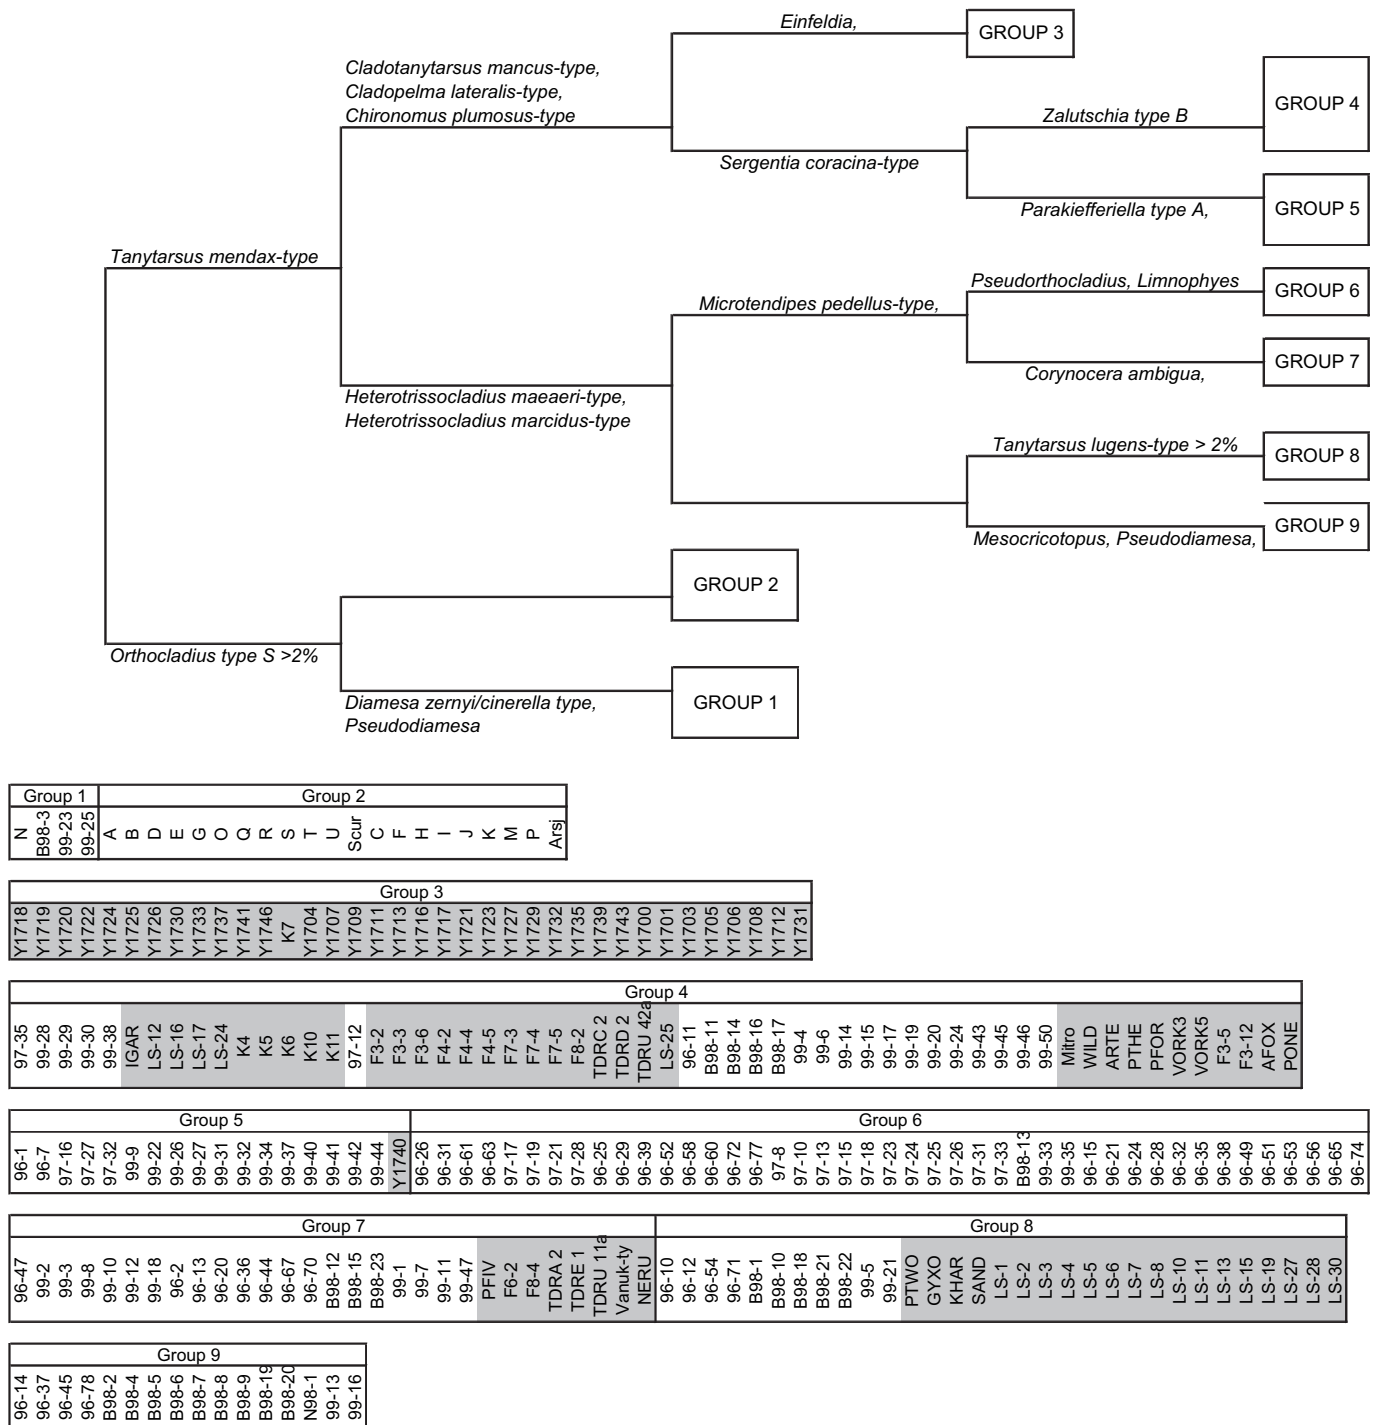 Einfeldia,
GROUP 3
Cladotanytarsus mancus-type,
Cladopelma lateralis-type,
Chironomus plumosus-type
Zalutschia type B
GROUP 4
Sergentia coracina-type
Parakiefferiella type A,
GROUP 5
Tanytarsus mendax-type
Pseudorthocladius, Limnophyes
GROUP 6
Microtendipes pedellus-type,
Corynocera ambigua,
GROUP 7
Heterotrissocladius maeaeri-type,
Heterotrissocladius marcidus-type
Tanytarsus lugens-type > 2%
GROUP 8
Mesocricotopus, Pseudodiamesa,
GROUP 9
GROUP 2
Orthocladius type S >2%
Diamesa zernyi/cinerella type,
Pseudodiamesa
GROUP 1
Group 1 Group 2
N B98-3 99-23 99-25 A B D E G O Q R S T U Scur C F H I J K M P Arsj
Group 3
Y1718 Y1719 Y1720 Y1722 Y1724 Y1725 Y1726 Y1730 Y1733 Y1737 Y1741 Y1746 K7 Y1704 Y1707 Y1709 Y1711 Y1713 Y1716 Y1717 Y1721 Y1723 Y1727 Y1729 Y1732 Y1735 Y1739 Y1743 Y1700 Y1701 Y1703 Y1705 Y1706 Y1708 Y1712 Y1731
Group 4
97-35 99-28 99-29 99-30 99-38 IGAR LS-12 LS-16 LS-17 LS-24 K4 K5 K6 K10 K11 97-12 F3-2 F3-3 F3-6 F4-2 F4-4 F4-5 F7-3 F7-4 F7-5 F8-2 TDRC 2 TDRD 2 TDRU 42a LS-25 96-11 B98-11 B98-14 B98-16 B98-17 99-4 99-6 99-14 99-15 99-17 99-19 99-20 99-24 99-43 99-45 99-46 99-50 Mitro WILD ARTE PTHE PFOR VORK3 VORK5 F3-5 F3-12 AFOX PONE
Group 5 Group 6
96-1 96-7 97-16 97-27 97-32 99-9 99-22 99-26 99-27 99-31 99-32 99-34 99-37 99-40 99-41 99-42 99-44 Y1740 96-26 96-31 96-61 96-63 97-17 97-19 97-21 97-28 96-25 96-29 96-39 96-52 96-58 96-60 96-72 96-77 97-8 97-10 97-13 97-15 97-18 97-23 97-24 97-25 97-26 97-31 97-33 B98-13 99-33 99-35 96-15 96-21 96-24 96-28 96-32 96-35 96-38 96-49 96-51 96-53 96-56 96-65 96-74
Group 7 Group 8
96-47 99-2 99-3 99-8 99-10 99-12 99-18 96-2 96-13 96-20 96-36 96-44 96-67 96-70 B98-12 B98-15 B98-23 99-1 99-7 99-11 99-47 PFIV F6-2 F8-4 TDRA 2 TDRE 1 TDRU 11a Vanuk-ty NERU 96-10 96-12 96-54 96-71 B98-1 B98-10 B98-18 B98-21 B98-22 99-5 99-21 PTWO GYXO KHAR SAND LS-1 LS-2 LS-3 LS-4 LS-5 LS-6 LS-7 LS-8 LS-10 LS-11 LS-13 LS-15 LS-19 LS-27 LS-28 LS-30
Group 9
96-14 96-37 96-45 96-78 B98-2 B98-4 B98-5 B98-6 B98-7 B98-8 B98-9 B98-19 B98-20 N98-1 99-13 99-16